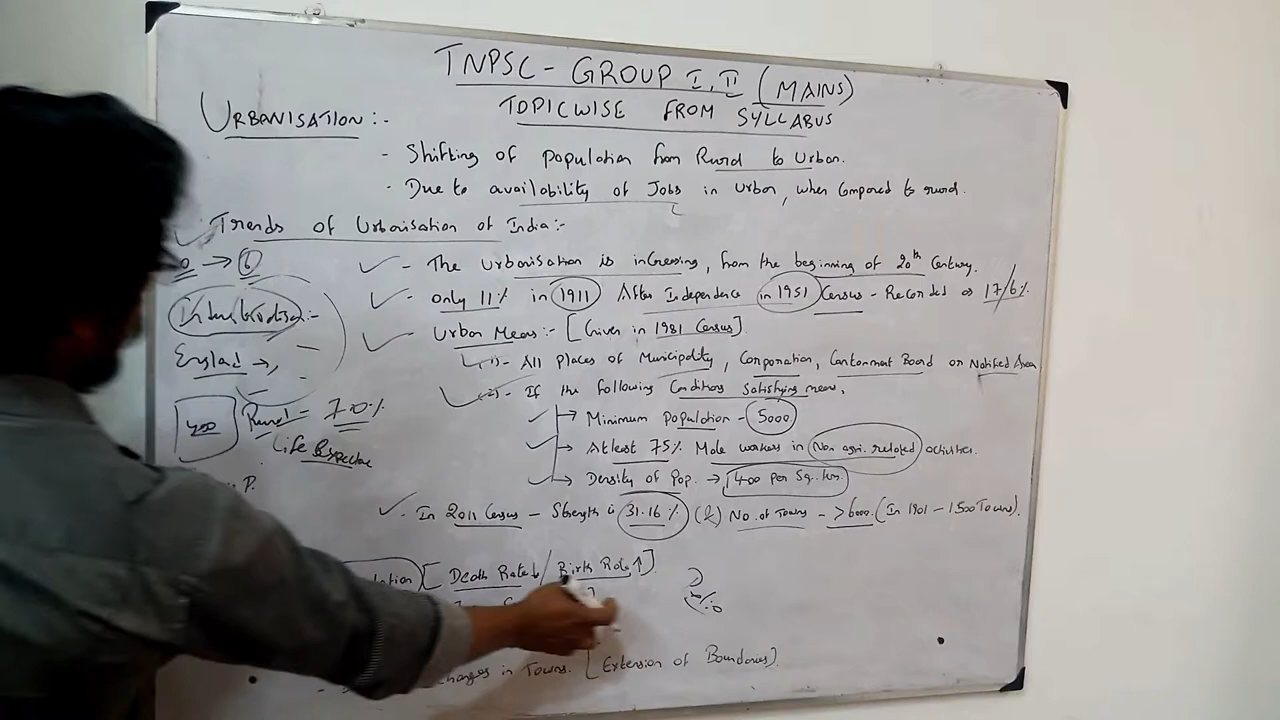 TNPSC - GROUP I, II (MAINS)
TOPICWISE FROM SYLLABUS
URBANISATION:-
- Shifting of population from Rural to Urban.
- Due to availability of Jobs in urban, when compared to rural.
Trends of Urbanisation of India:-
- The urbanisation is increasing, from the beginning of 20th Century.
- only 11% in 1911 After Independence in 1951 Census - Recorded as 17/6%
- Urban Means:- [Given in 1981 Census]
(1)- All places of Municipality, Corporation, Cantonment Board or Notified Area
(2)- If the following Conditions Satisfying means,
→ Minimum population - 5000
→ Atleast 75% Male workers in Non agri. related activities.
→ Density of Pop. → 400 per Sq. km.
- In 2011 Census - Strength is 31.16 % (&) No. of Towns - >6000. (In 1901 - 1500 Towns).
→ 6
England →,
400
Rural - 70%
Life
P.
[Death Rate↓ / Birth Rate↑]
Changes in Towns. [Extension of Boundaries].